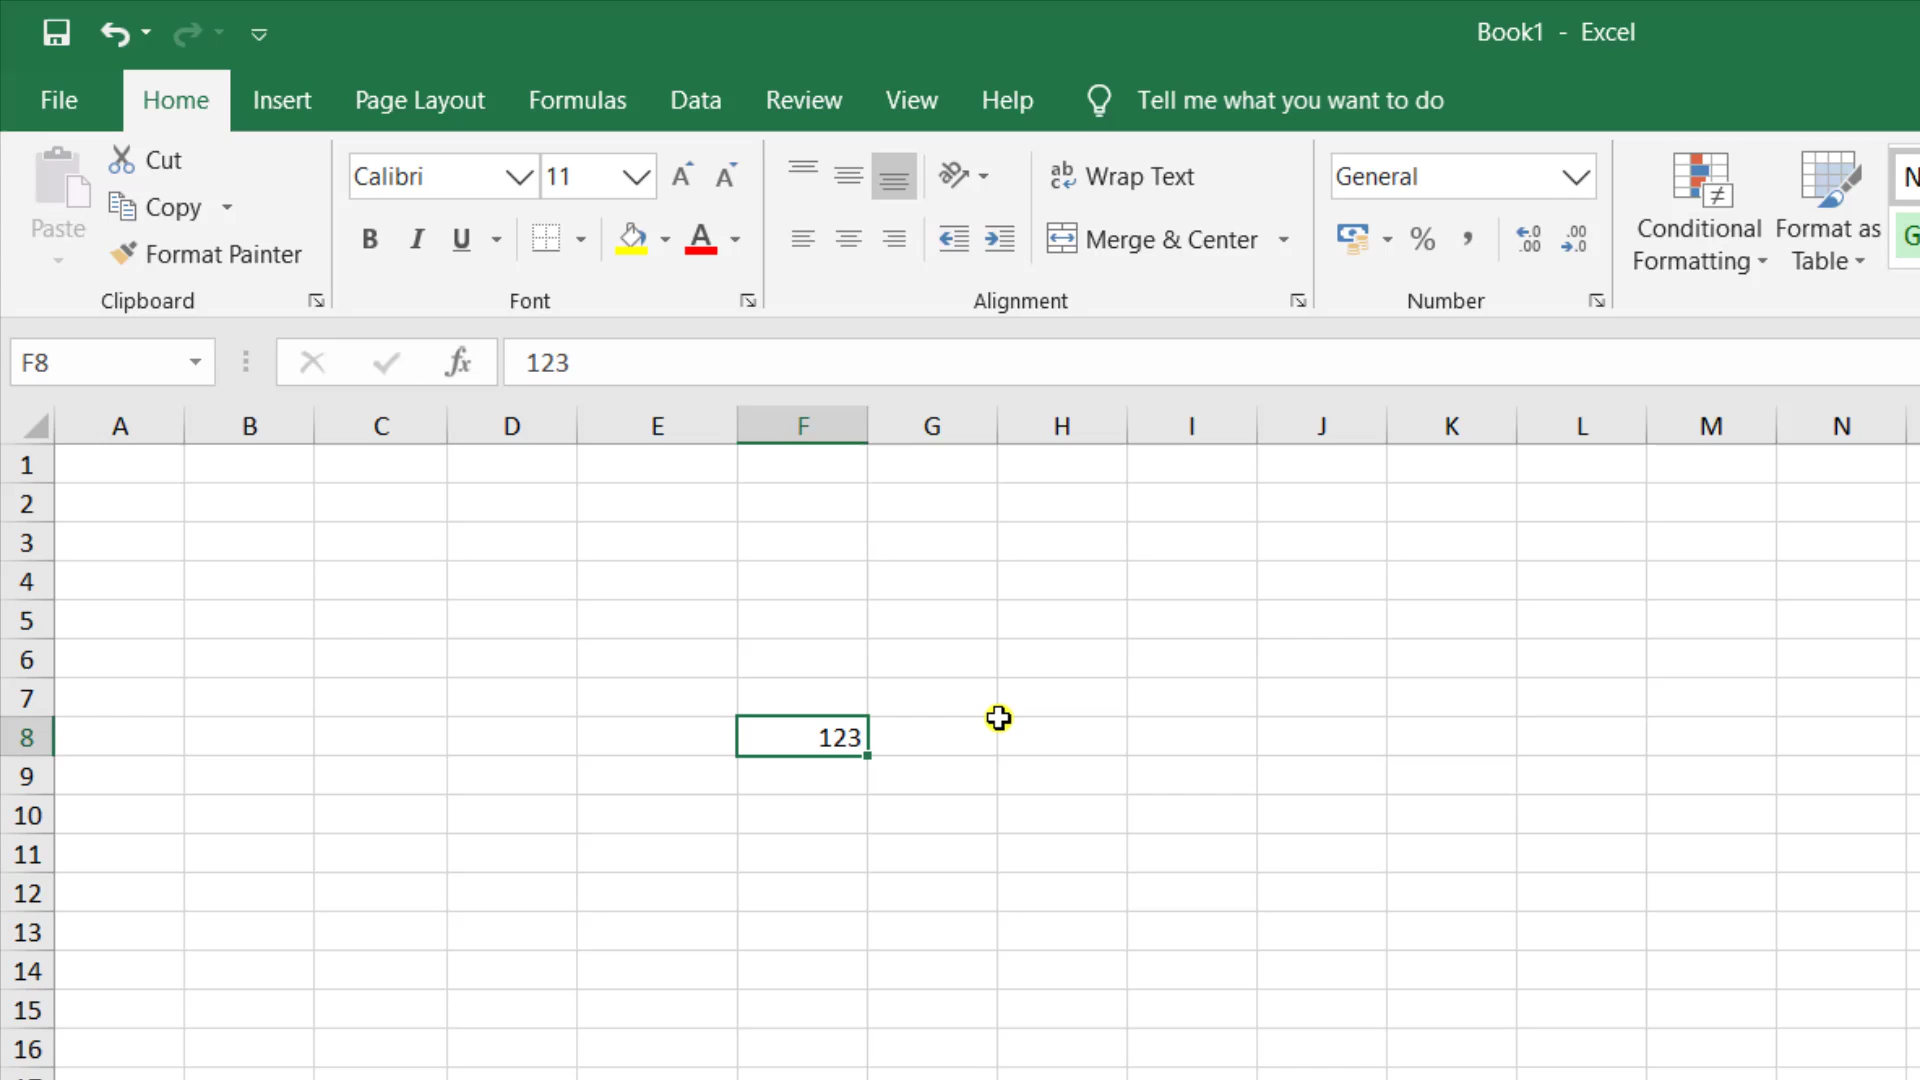 Book1 - Excel
File Home Insert Page Layout Formulas Data Review View Help Tell me what you want to do
Paste
Cut
Copy
Format Painter
Clipboard
Calibri 11
B I U
Font
Wrap Text
Merge & Center
Alignment
General
Number
Conditional
Formatting
Format as
Table
F8 fx 123
A B C D E F G H I J K L M N
1
2
3
4
5
6
7
8 123
9
10
11
12
13
14
15
16